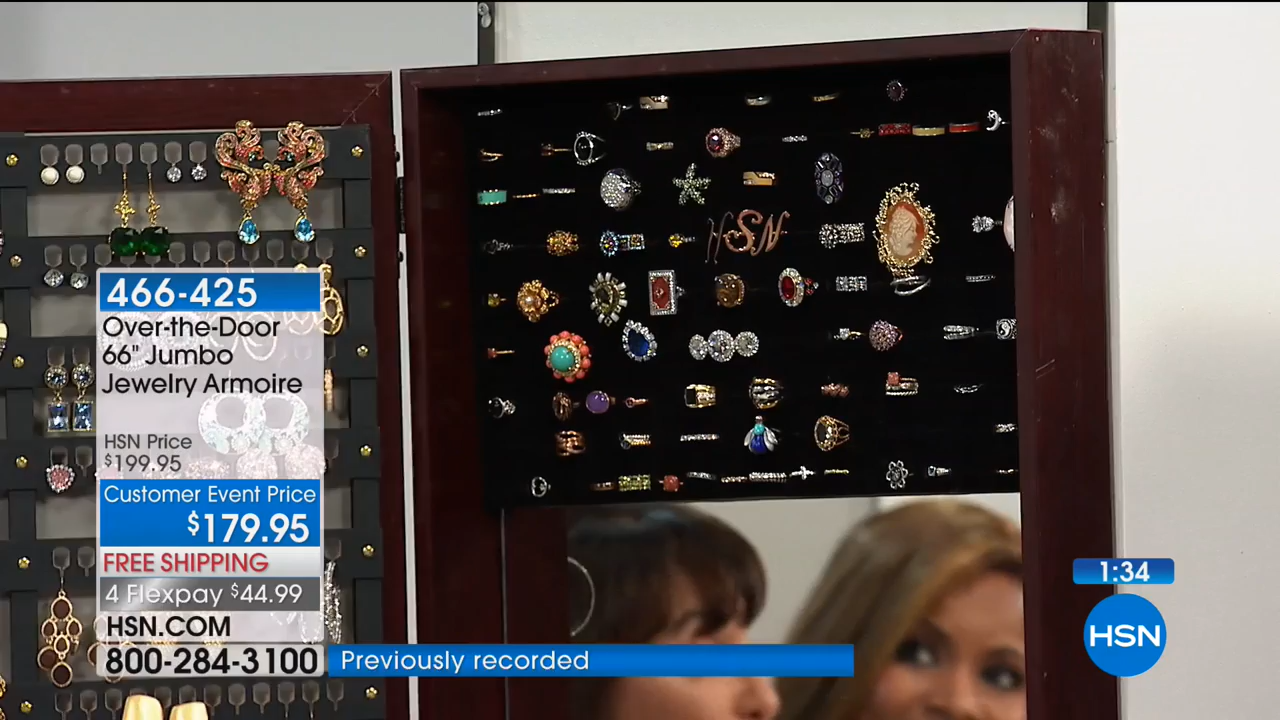 HSN
466-425
Over-the-Door
66" Jumbo
Jewelry Armoire
HSN Price
$199.95
Customer Event Price
$179.95
FREE SHIPPING
4 Flexpay $44.99
HSN.COM
800-284-3100
Previously recorded
1:34
HSN